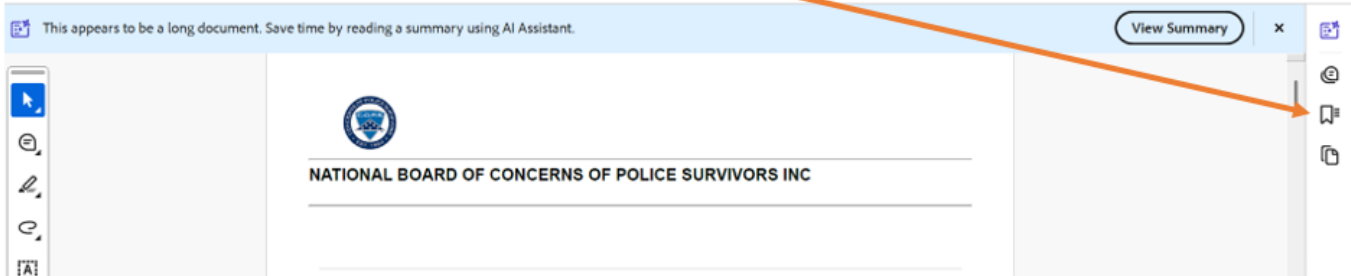 This appears to be a long document. Save time by reading a summary using AI Assistant.
View Summary
NATIONAL BOARD OF CONCERNS OF POLICE SURVIVORS INC